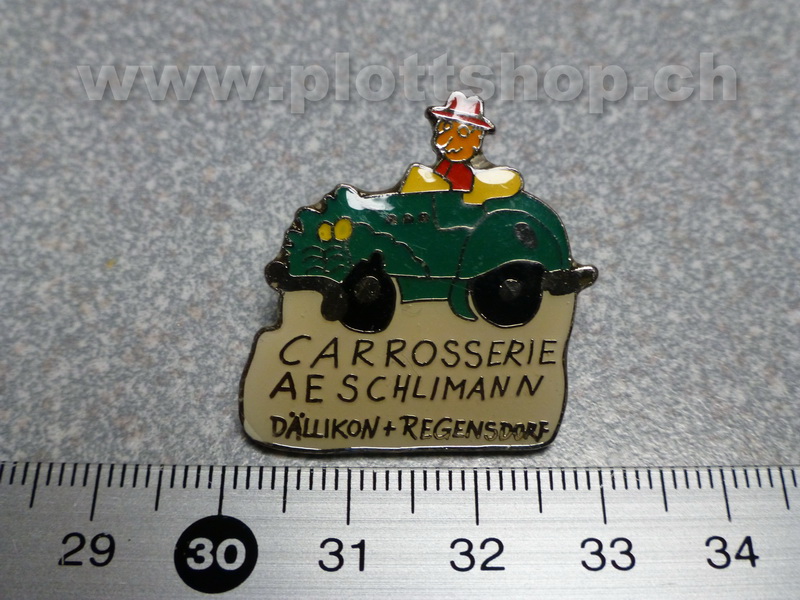 www.plottshop.ch
CARROSSERIE
AESCHLIMANN
DÄLLIKON + REGENSDORF
29 30 31 32 33 34